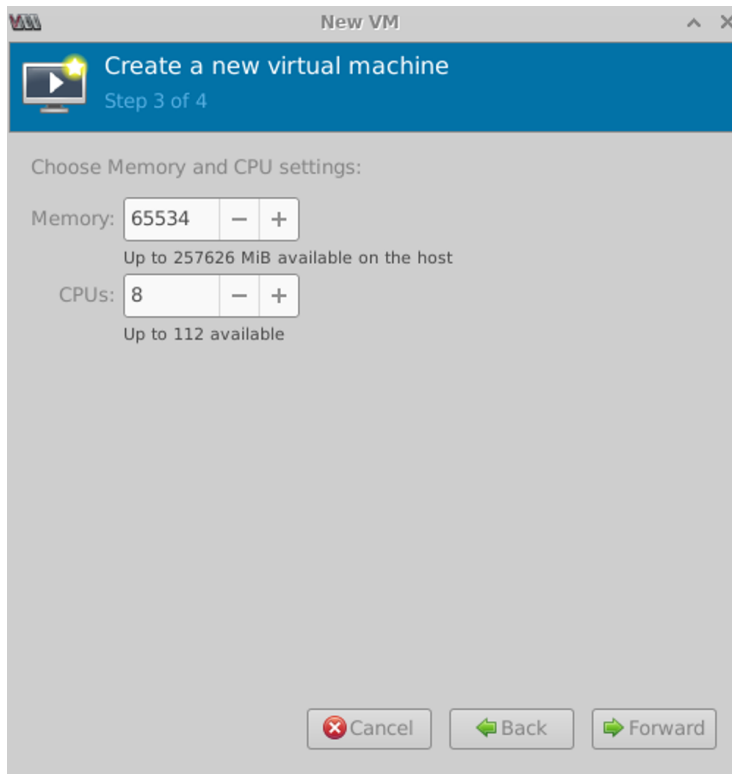 New VM
Create a new virtual machine
Step 3 of 4
Choose Memory and CPU settings:
Memory: 65534 − +
Up to 257626 MiB available on the host
CPUs: 8 − +
Up to 112 available
Cancel Back Forward